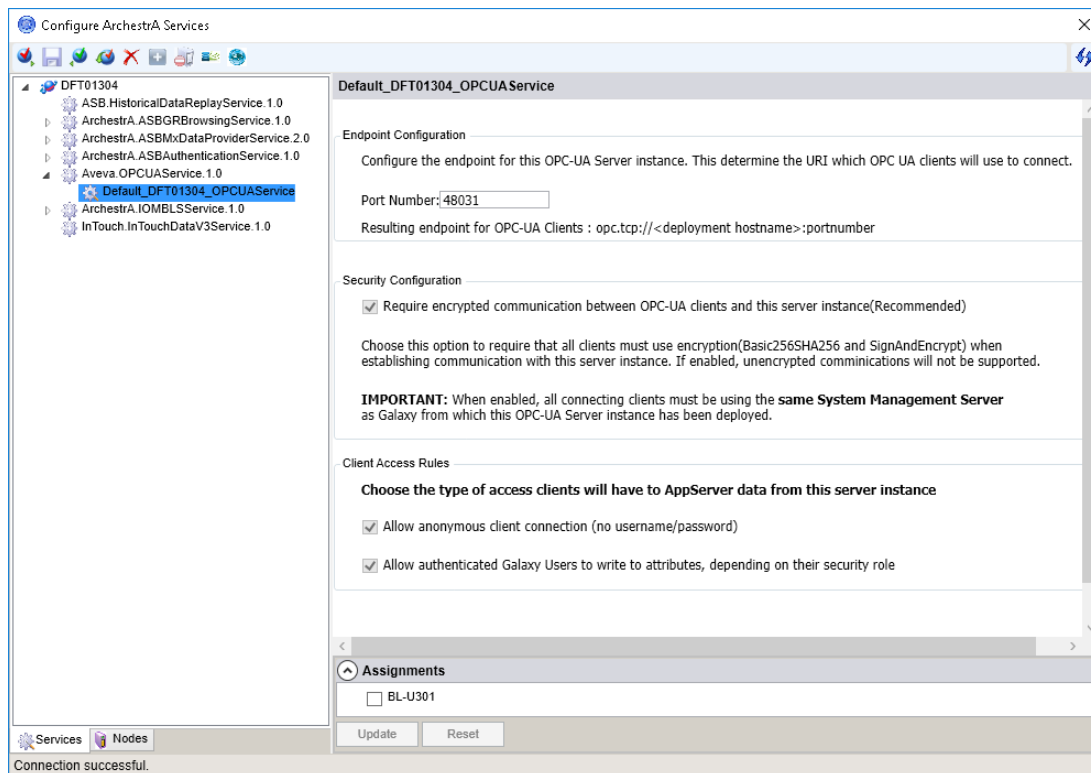 Configure ArchestrA Services
DFT01304
ASB.HistoricalDataReplayService.1.0
ArchestrA.ASBGRBrowsingService.1.0
ArchestrA.ASBMxDataProviderService.2.0
ArchestrA.ASBAuthenticationService.1.0
Aveva.OPCUAService.1.0
Default_DFT01304_OPCUAService
ArchestrA.IOMBLSService.1.0
InTouch.InTouchDataV3Service.1.0
Services
Nodes
Default_DFT01304_OPCUAService
Endpoint Configuration
Configure the endpoint for this OPC-UA Server instance. This determine the URI which OPC UA clients will use to connect.
Port Number: 48031
Resulting endpoint for OPC-UA Clients : opc.tcp://<deployment hostname>:portnumber
Security Configuration
Require encrypted communication between OPC-UA clients and this server instance(Recommended)
Choose this option to require that all clients must use encryption(Basic256SHA256 and SignAndEncrypt) when
establishing communication with this server instance. If enabled, unencrypted comminications will not be supported.
IMPORTANT: When enabled, all connecting clients must be using the same System Management Server
as Galaxy from which this OPC-UA Server instance has been deployed.
Client Access Rules
Choose the type of access clients will have to AppServer data from this server instance
Allow anonymous client connection (no username/password)
Allow authenticated Galaxy Users to write to attributes, depending on their security role
Assignments
BL-U301
Update
Reset
Connection successful.